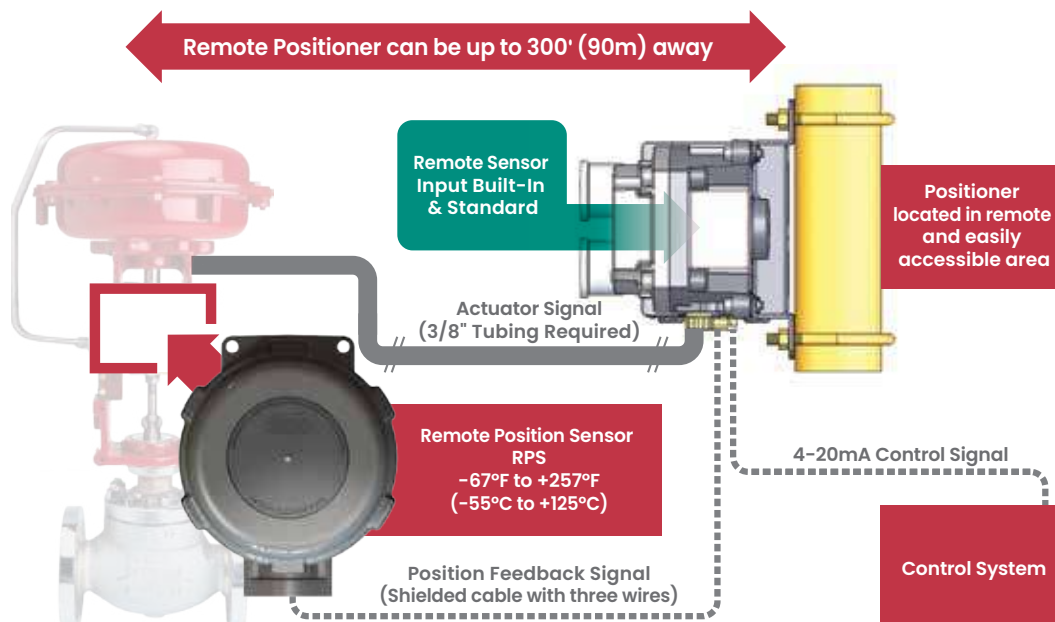 Remote Positioner can be up to 300' (90m) away
Remote Sensor
Input Built-In
& Standard
Positioner
located in remote
and easily
accessible area
Actuator Signal
(3/8" Tubing Required)
Remote Position Sensor
RPS
-67°F to +257°F
(-55°C to +125°C)
4-20mA Control Signal
Control System
Position Feedback Signal
(Shielded cable with three wires)